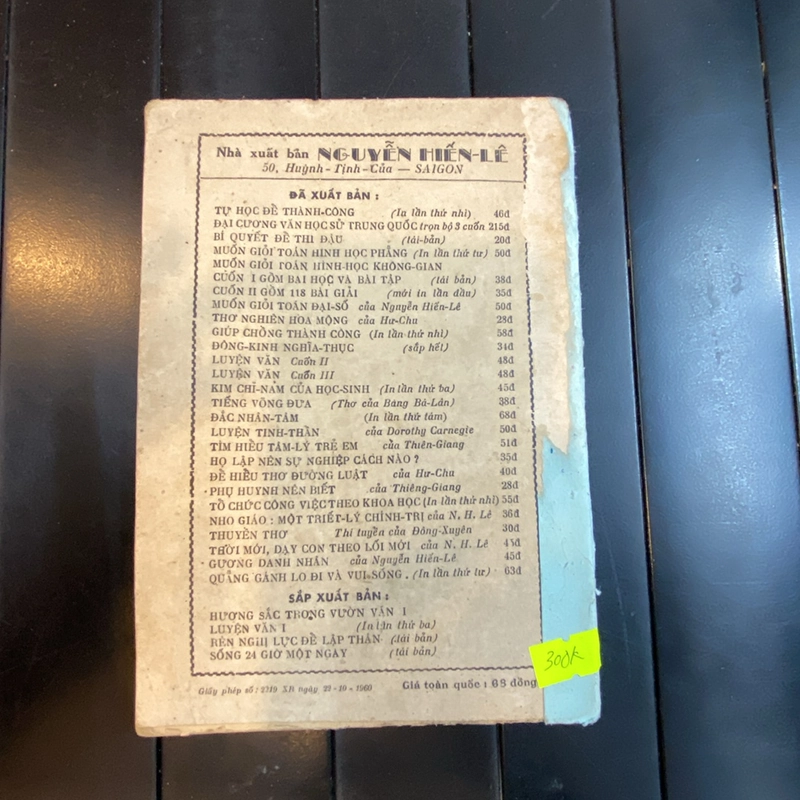 Nhà xuất bản NGUYỄN HIẾN-LÊ
50, Huỳnh-Tịnh-Của — SAIGON
ĐÃ XUẤT BẢN :
TỰ HỌC ĐỂ THÀNH-CÔNG (In lần thứ nhì) 46đ
ĐẠI CƯƠNG VĂN HỌC SỬ TRUNG QUỐC trọn bộ 3 cuốn 215đ
BÍ QUYẾT ĐỂ THI ĐẬU (tái-bản) 20đ
MUỐN GIỎI TOÁN HÌNH HỌC PHẲNG (In lần thứ tư) 50đ
MUỐN GIỎI TOÁN HÌNH-HỌC KHÔNG-GIAN
CUỐN I GỒM BÀI HỌC VÀ BÀI TẬP (tái bản) 38đ
CUỐN II GỒM 118 BÀI GIẢI (mới in lần đầu) 35đ
MUỐN GIỎI TOÁN ĐẠI-SỐ của Nguyễn Hiến-Lê 50đ
THƠ NGHIÊN HOA MỘNG của Hư-Chu 28đ
GIÚP CHỒNG THÀNH CÔNG (In lần thứ nhì) 58đ
ĐÔNG-KINH NGHĨA-THỤC (sắp hết) 34đ
LUYỆN VĂN Cuốn II 48đ
LUYỆN VĂN Cuốn III 48đ
KIM CHỈ-NAM CỦA HỌC-SINH (In lần thứ ba) 45đ
TIẾNG VÕNG ĐƯA (Thơ của Bàng Bá-Lân) 38đ
ĐẮC NHÂN-TÂM (In lần thứ tám) 68đ
LUYỆN TINH-THẦN của Dorothy Carnegie 50đ
TÌM HIỂU TÂM-LÝ TRẺ EM của Thiên-Giang 51đ
HỌ LẬP NÊN SỰ NGHIỆP CÁCH NÀO ? 35đ
ĐỂ HIỂU THƠ ĐƯỜNG LUẬT của Hư-Chu 40đ
PHỤ HUYNH NÊN BIẾT của Thiêng-Giang 28đ
TỔ CHỨC CÔNG VIỆC THEO KHOA HỌC (In lần thứ nhì) 55đ
NHO GIÁO : MỘT TRIẾT-LÝ CHÍNH-TRỊ của N. H. Lê 36đ
THUYỀN THƠ Thi tuyển của Đông-Xuyên 30đ
THỜI MỚI, DẠY CON THEO LỐI MỚI của N. H. Lê 45đ
GƯƠNG DANH NHÂN của Nguyễn Hiến-Lê 45đ
QUẲNG GÁNH LO ĐI VÀ VUI SỐNG . (In lần thứ tư) 63đ
SẮP XUẤT BẢN :
HƯƠNG SẮC TRONG VƯỜN VĂN I
LUYỆN VĂN I (In lần thứ ba)
RÈN NGHỊ LỰC ĐỂ LẬP THÂN (tái bản)
SỐNG 24 GIỜ MỘT NGÀY (tái bản)
Giấy phép số : 2719 XB ngày 22-10-1960 Giá toàn quốc : 68 đồng
300k